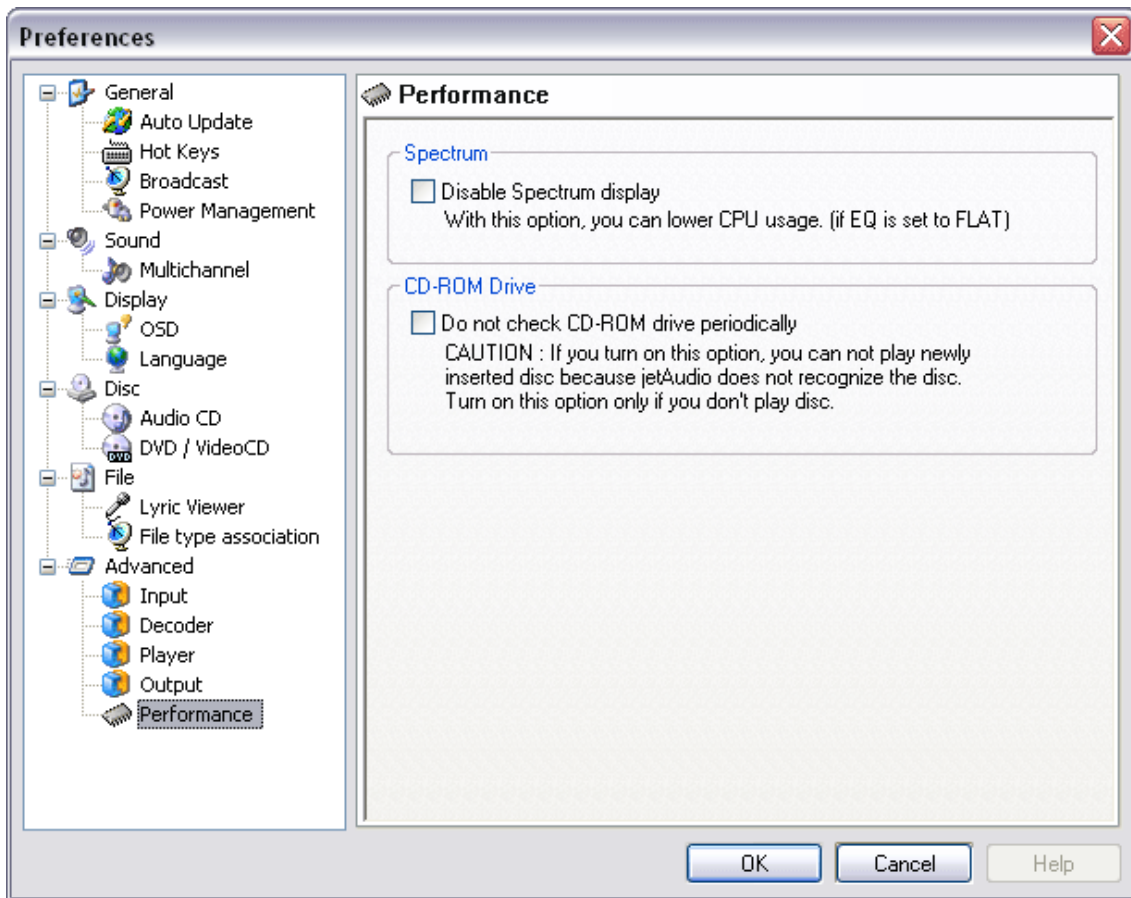 Preferences
General
Auto Update
Hot Keys
Broadcast
Power Management
Sound
Multichannel
Display
OSD
Language
Disc
Audio CD
DVD / VideoCD
File
Lyric Viewer
File type association
Advanced
Input
Decoder
Player
Output
Performance
Performance
Spectrum
Disable Spectrum display
With this option, you can lower CPU usage. (if EQ is set to FLAT)
CD-ROM Drive
Do not check CD-ROM drive periodically
CAUTION : If you turn on this option, you can not play newly
inserted disc because jetAudio does not recognize the disc.
Turn on this option only if you don't play disc.
OK
Cancel
Help